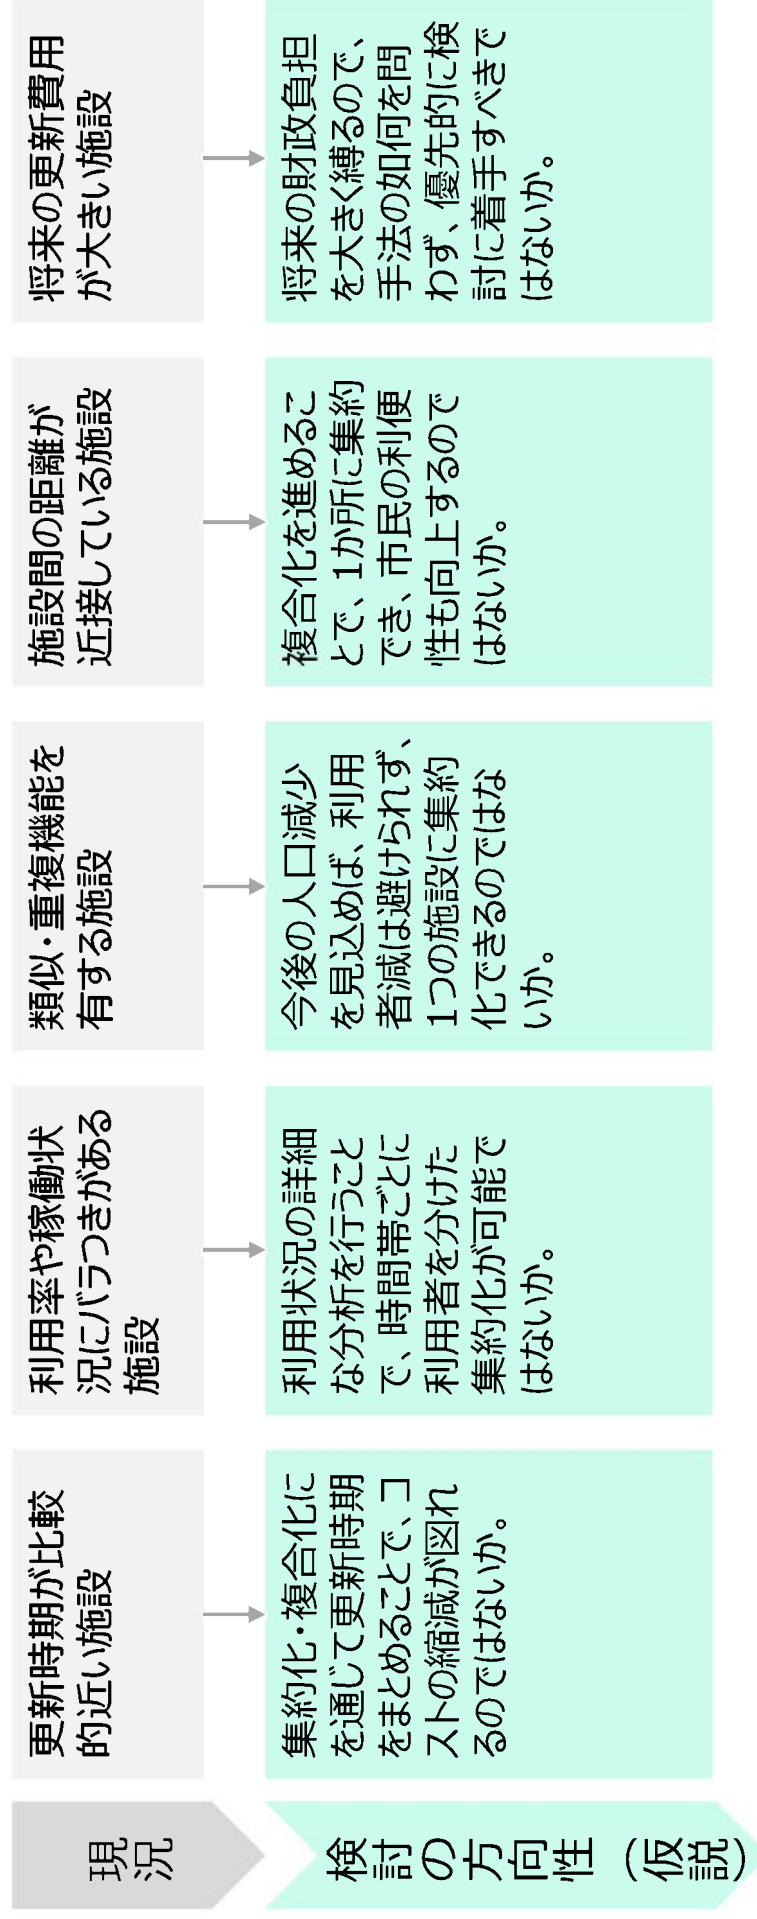 現
況
更新時期が比較
的近い施設
利用率や稼働状
況にバラつきがある
施設
類似・重複機能を
有する施設
施設間の距離が
近接している施設
将来の更新費用
が大きい施設
検討の方向性（仮説）
集約化・複合化に
を通じて更新時期
をまとめることで、コ
ストの縮減が図れ
るのではないか。
利用状況の詳細
な分析を行うこと
で、時間帯ごとに
利用者を分けた
集約化が可能で
はないか。
今後の人口減少
を見込めば、利用
者減は避けられず、
1つの施設に集約
化できるのではな
いか。
複合化を進めるこ
とで、1か所に集約
でき、市民の利便
性も向上するので
はないか。
将来の財政負担
を大きく縛るので、
手法の如何を問
わず、優先的に検
討に着手すべきで
はないか。